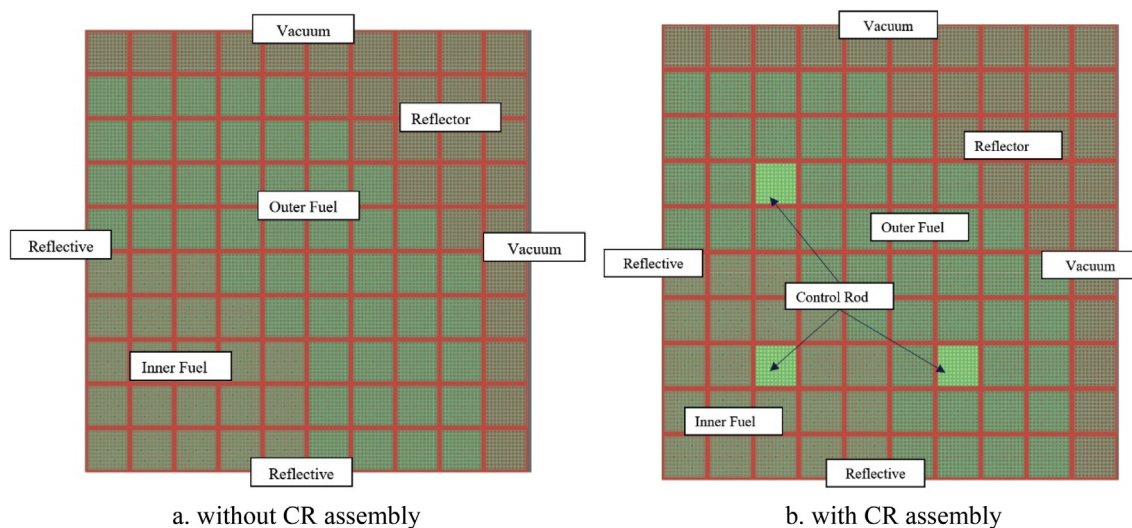 Vacuum
Reflector
Outer Fuel
Reflective
Vacuum
Inner Fuel
Reflective
a. without CR assembly
Vacuum
Reflector
Outer Fuel
Reflective
Vacuum
Control Rod
Inner Fuel
Reflective
b. with CR assembly